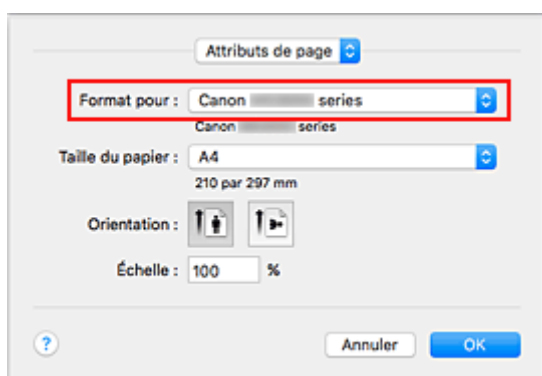 Attributs de page
Format pour : Canon series
Canon series
Taille du papier : A4
210 par 297 mm
Orientation :
Échelle : 100 %
? Annuler OK